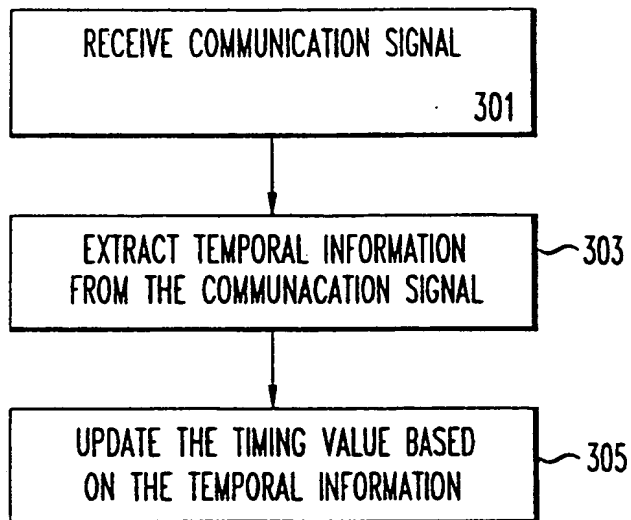 RECEIVE COMMUNICATION SIGNAL
301
EXTRACT TEMPORAL INFORMATION
FROM THE COMMUNACATION SIGNAL
303
UPDATE THE TIMING VALUE BASED
ON THE TEMPORAL INFORMATION
305